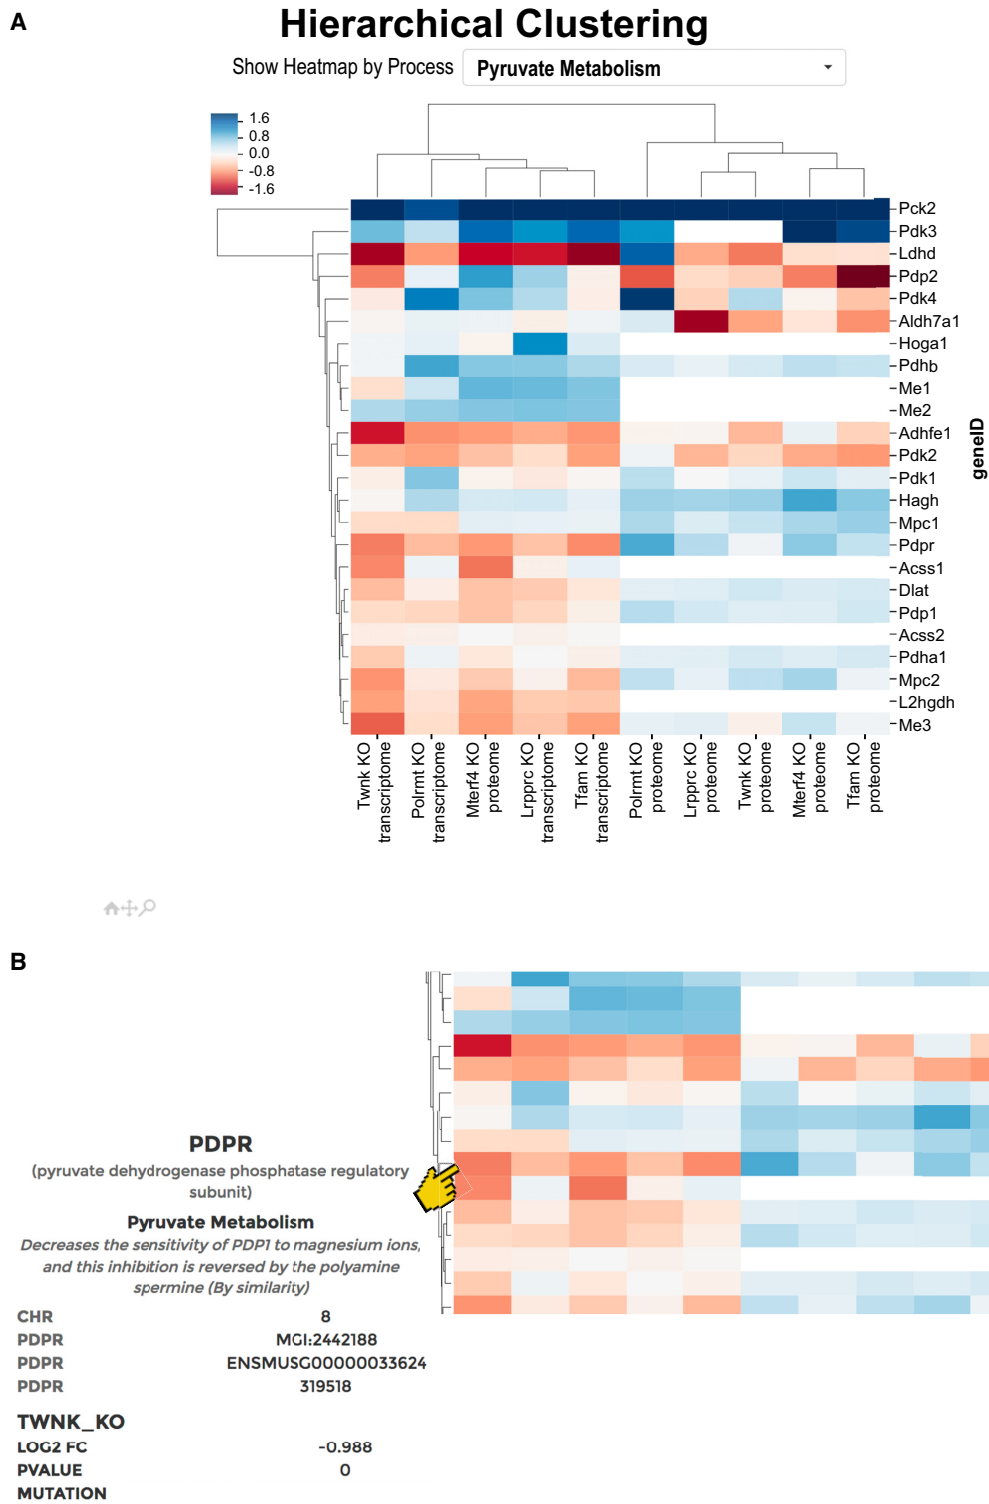 A
Hierarchical Clustering
Show Heatmap by Process
Pyruvate Metabolism
1.6
0.8
0.0
-0.8
-1.6
Pck2
Pdk3
Ldhd
Pdp2
Pdk4
Aldh7a1
Hoga1
Pdhb
Me1
Me2
Adhfe1
Pdk2
Pdk1
Hagh
Mpc1
Pdpr
Acss1
Dlat
Pdp1
Acss2
Pdha1
Mpc2
L2hgdh
Me3
geneID
Twnk KO
transcriptome
Polrmt KO
transcriptome
Mterf4 KO
proteome
Lrpprc KO
transcriptome
Tfam KO
transcriptome
Polrmt KO
proteome
Lrpprc KO
proteome
Twnk KO
proteome
Mterf4 KO
proteome
Tfam KO
proteome
B
PDPR
(pyruvate dehydrogenase phosphatase regulatory
subunit)
Pyruvate Metabolism
Decreases the sensitivity of PDP1 to magnesium ions,
and this inhibition is reversed by the polyamine
spermine (By similarity)
CHR 8
PDPR MGI:2442188
PDPR ENSMUSG00000033624
PDPR 319518
TWNK_KO
LOG2 FC -0.988
PVALUE 0
MUTATION